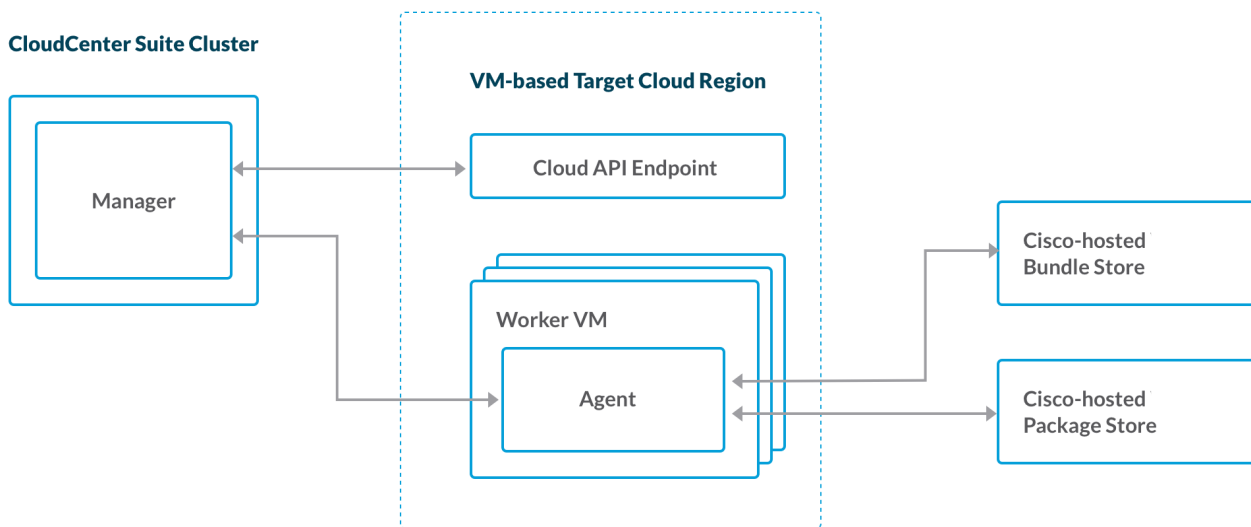 CloudCenter Suite Cluster
VM-based Target Cloud Region
Manager
Cloud API Endpoint
Worker VM
Agent
Cisco-hosted
Bundle Store
Cisco-hosted
Package Store